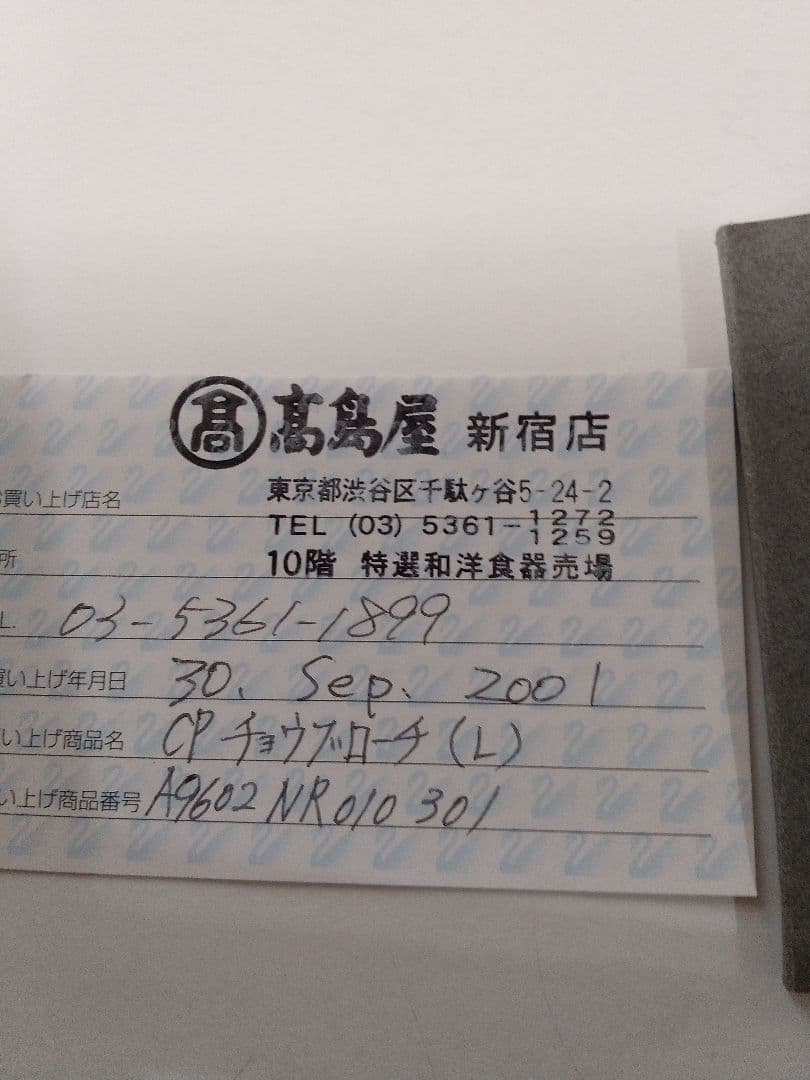 髙 髙島屋 新宿店
買い上げ店名
東京都渋谷区千駄ヶ谷5-24-2
TEL (03) 5361-1272
1259
所
10階 特選和洋食器売場
L. 03-5361-1899
い上げ年月日 30. Sep. 2001
い上げ商品名 CPチョウブローチ(L)
い上げ商品番号 A9602 NR010 301